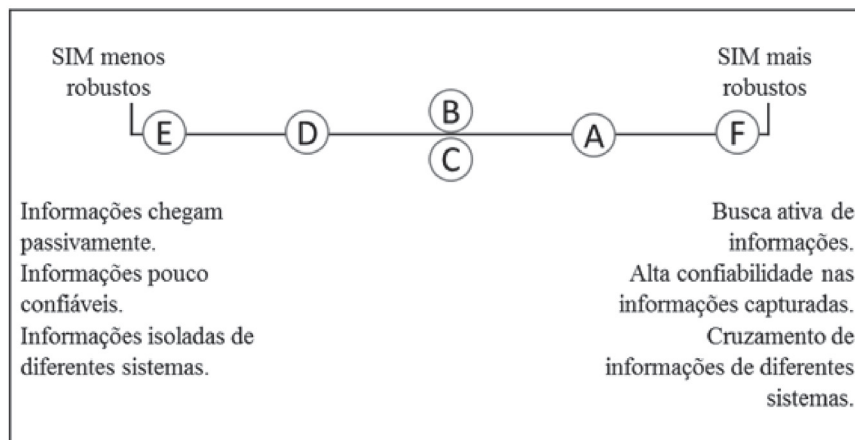 SIM menos
robustos
SIM mais
robustos
E
D
B
C
A
F
Informações chegam
passivamente.
Informações pouco
confiáveis.
Informações isoladas de
diferentes sistemas.
Busca ativa de
informações.
Alta confiabilidade nas
informações capturadas.
Cruzamento de
informações de diferentes
sistemas.